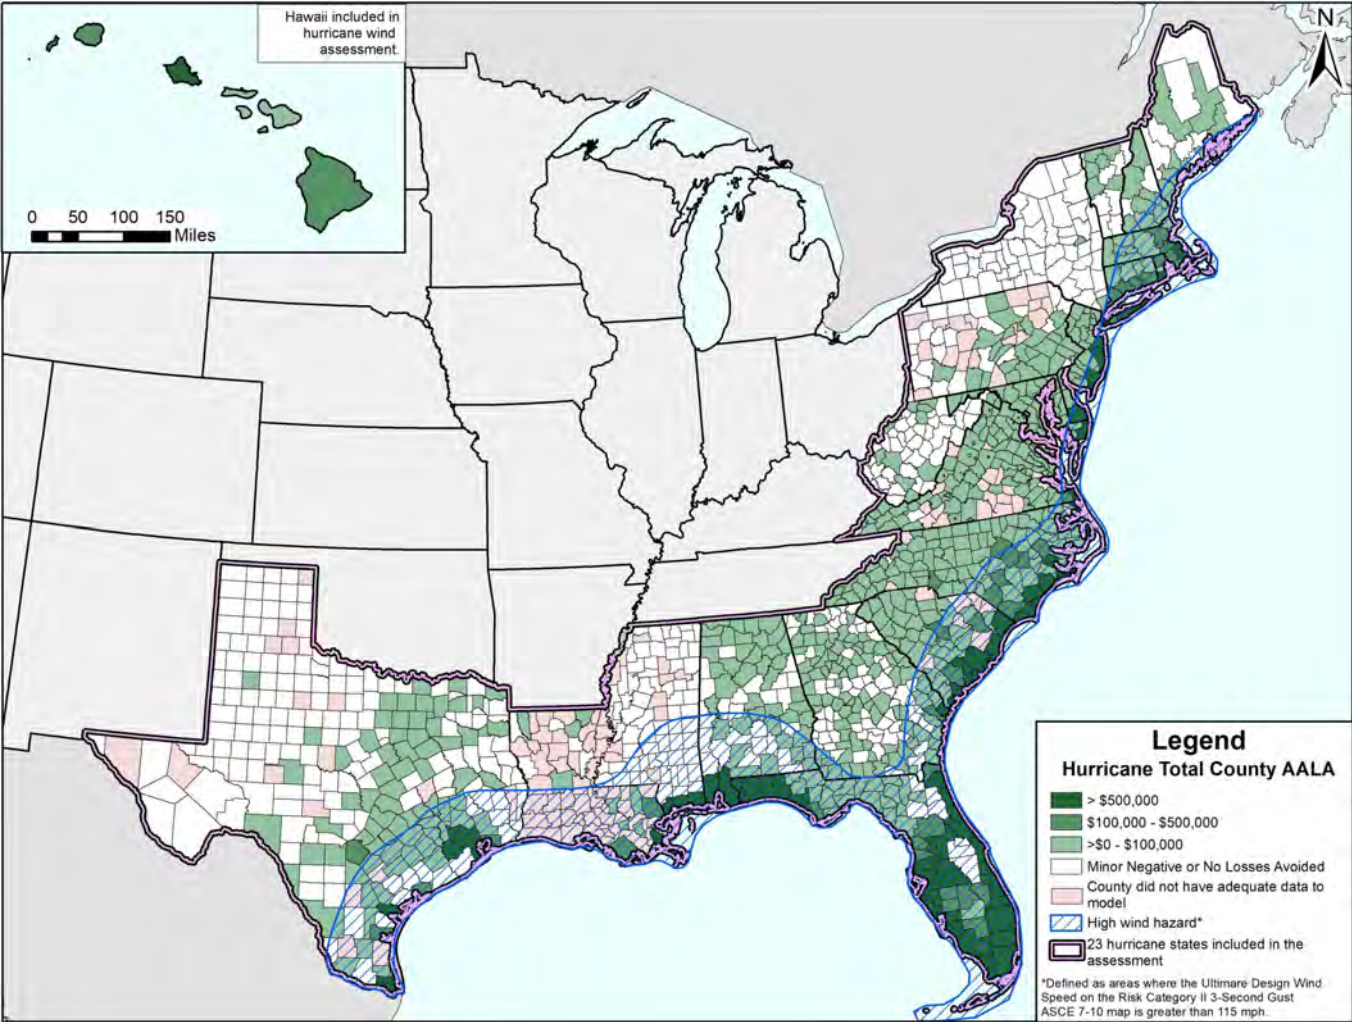 Hawaii included in
hurricane wind
assessment.
N
0 50 100 150
Miles
Legend
Hurricane Total County AALA
> $500,000
$100,000 - $500,000
>$0 - $100,000
Minor Negative or No Losses Avoided
County did not have adequate data to
model
High wind hazard*
23 hurricane states included in the
assessment
*Defined as areas where the Ultimare Design Wind
Speed on the Risk Category II 3-Second Gust
ASCE 7-10 map is greater than 115 mph.